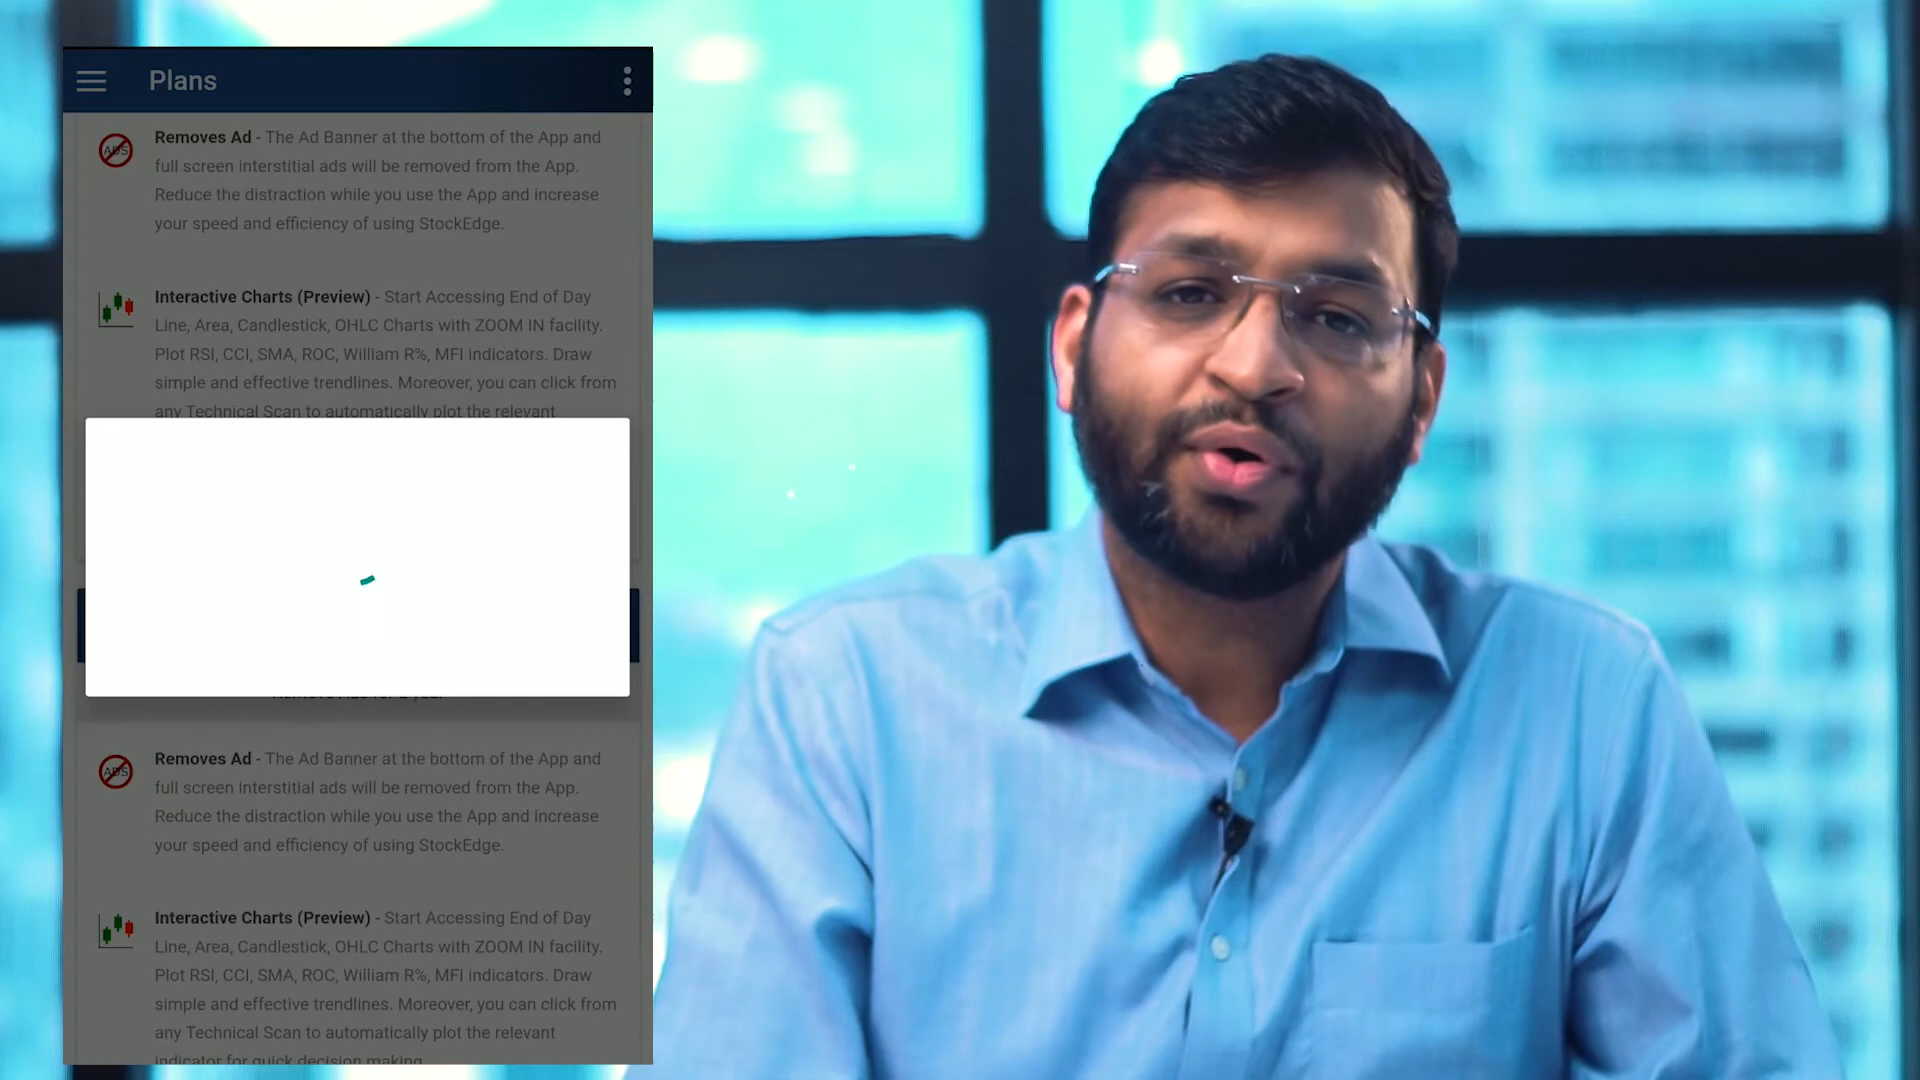 Plans
Removes Ad - The Ad Banner at the bottom of the App and
full screen interstitial ads will be removed from the App.
Reduce the distraction while you use the App and increase
your speed and efficiency of using StockEdge.
ADS
Interactive Charts (Preview) - Start Accessing End of Day
Line, Area, Candlestick, OHLC Charts with ZOOM IN facility.
Plot RSI, CCI, SMA, ROC, William R%, MFI indicators. Draw
simple and effective trendlines. Moreover, you can click from
any Technical Scan to automatically plot the relevant
Removes Ad - The Ad Banner at the bottom of the App and
full screen interstitial ads will be removed from the App.
Reduce the distraction while you use the App and increase
your speed and efficiency of using StockEdge.
ADS
Interactive Charts (Preview) - Start Accessing End of Day
Line, Area, Candlestick, OHLC Charts with ZOOM IN facility.
Plot RSI, CCI, SMA, ROC, William R%, MFI indicators. Draw
simple and effective trendlines. Moreover, you can click from
any Technical Scan to automatically plot the relevant
indicator for quick decision making